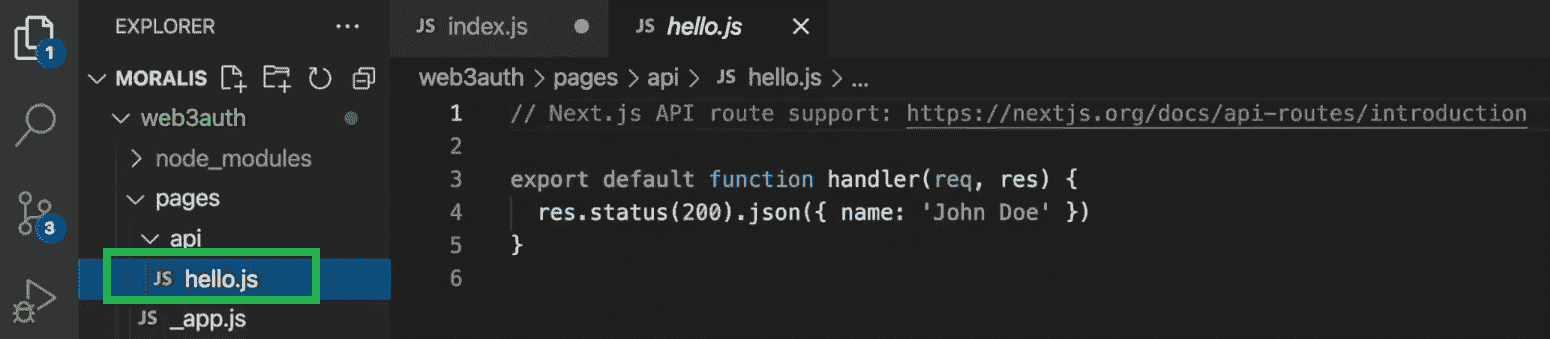 EXPLORER ...
1
MORALIS
web3auth
node_modules
pages
api
JS hello.js
JS _app.js
3
JS index.js
JS hello.js
web3auth > pages > api > JS hello.js > ...
1 // Next.js API route support: https://nextjs.org/docs/api-routes/introduction
2
3 export default function handler(req, res) {
4 res.status(200).json({ name: 'John Doe' })
5 }
6